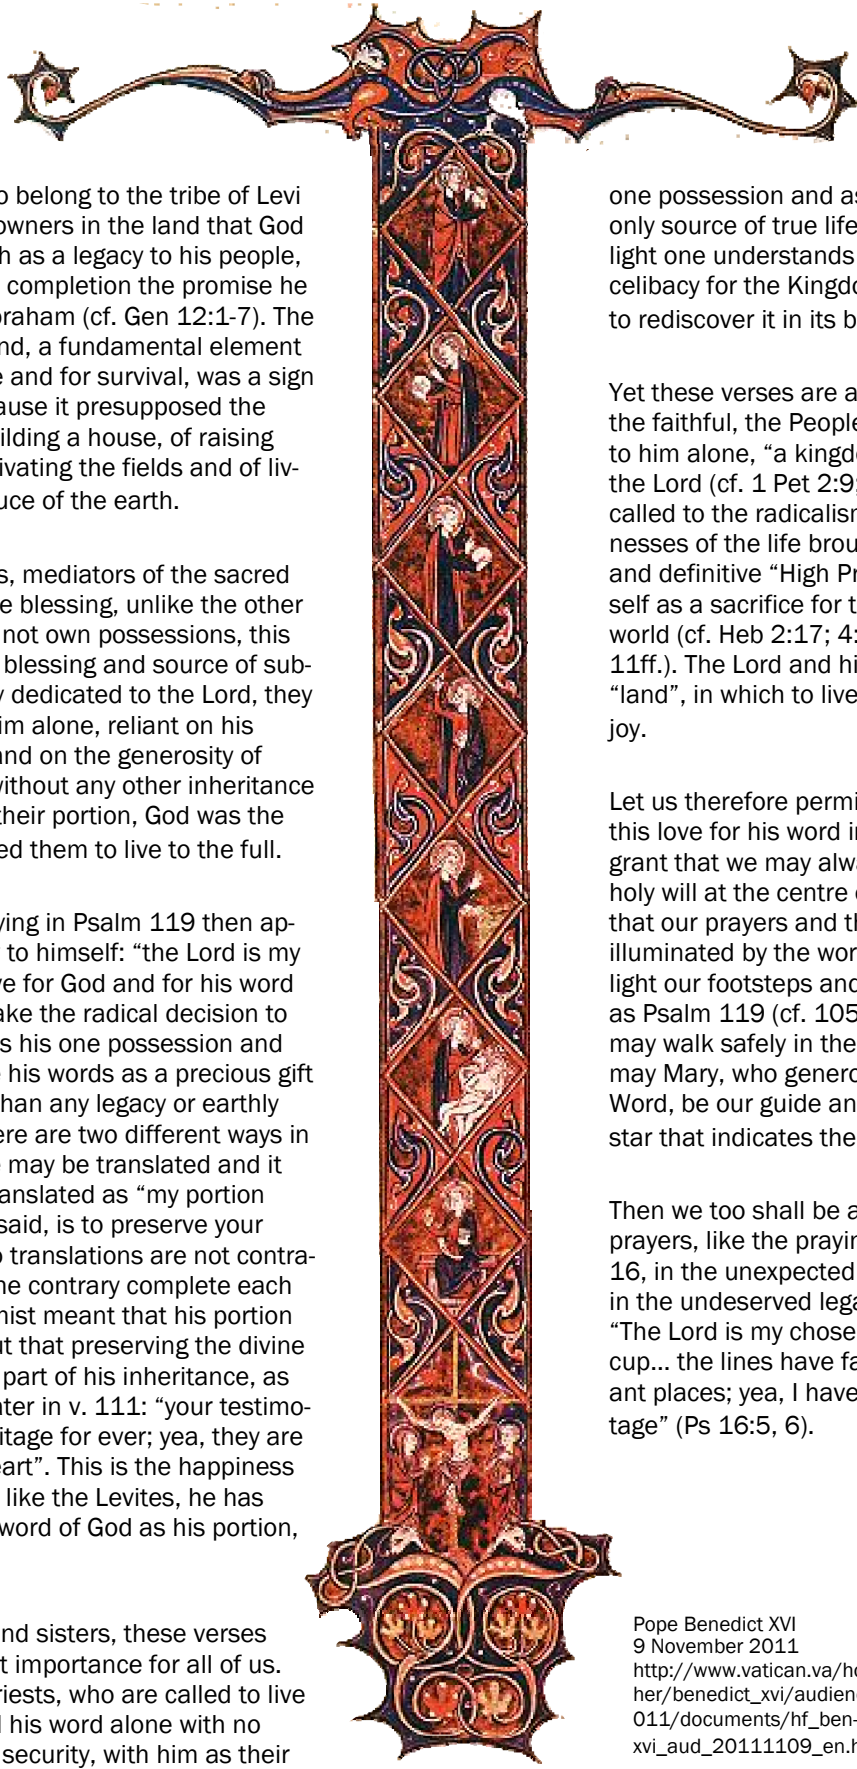 o belong to the tribe of Levi
owners in the land that God
h as a legacy to his people,
completion the promise he
braham (cf. Gen 12:1-7). The
nd, a fundamental element
e and for survival, was a sign
ause it presupposed the
ilding a house, of raising
ivating the fields and of liv-
uce of the earth.
s, mediators of the sacred
e blessing, unlike the other
not own possessions, this
blessing and source of sub-
y dedicated to the Lord, they
im alone, reliant on his
and on the generosity of
without any other inheritance
their portion, God was the
ed them to live to the full.
ying in Psalm 119 then ap-
to himself: “the Lord is my
ve for God and for his word
ake the radical decision to
s his one possession and
his words as a precious gift
than any legacy or earthly
ere are two different ways in
may be translated and it
anslated as “my portion
said, is to preserve your
o translations are not contra-
he contrary complete each
nist meant that his portion
ut that preserving the divine
part of his inheritance, as
ater in v. 111: “your testimo-
itage for ever; yea, they are
eart”. This is the happiness
like the Levites, he has
word of God as his portion,
nd sisters, these verses
t importance for all of us.
riests, who are called to live
l his word alone with no
security, with him as their
one possession and as
only source of true life
light one understands
celibacy for the Kingdo
to rediscover it in its b
Yet these verses are a
the faithful, the People
to him alone, “a kingdo
the Lord (cf. 1 Pet 2:9;
called to the radicalism
nesses of the life brou
and definitive “High Pr
self as a sacrifice for t
world (cf. Heb 2:17; 4:
11ff.). The Lord and hi
“land”, in which to live
joy.
Let us therefore permi
this love for his word in
grant that we may alwa
holy will at the centre o
that our prayers and th
illuminated by the wor
light our footsteps and
as Psalm 119 (cf. 105
may walk safely in the
may Mary, who genero
Word, be our guide an
star that indicates the
Then we too shall be a
prayers, like the prayin
16, in the unexpected
in the undeserved lega
“The Lord is my chose
cup... the lines have fa
ant places; yea, I have
tage” (Ps 16:5, 6).
Pope Benedict XVI
9 November 2011
http://www.vatican.va/ho
her/benedict_xvi/audienc
011/documents/hf_ben-
xvi_aud_20111109_en.h